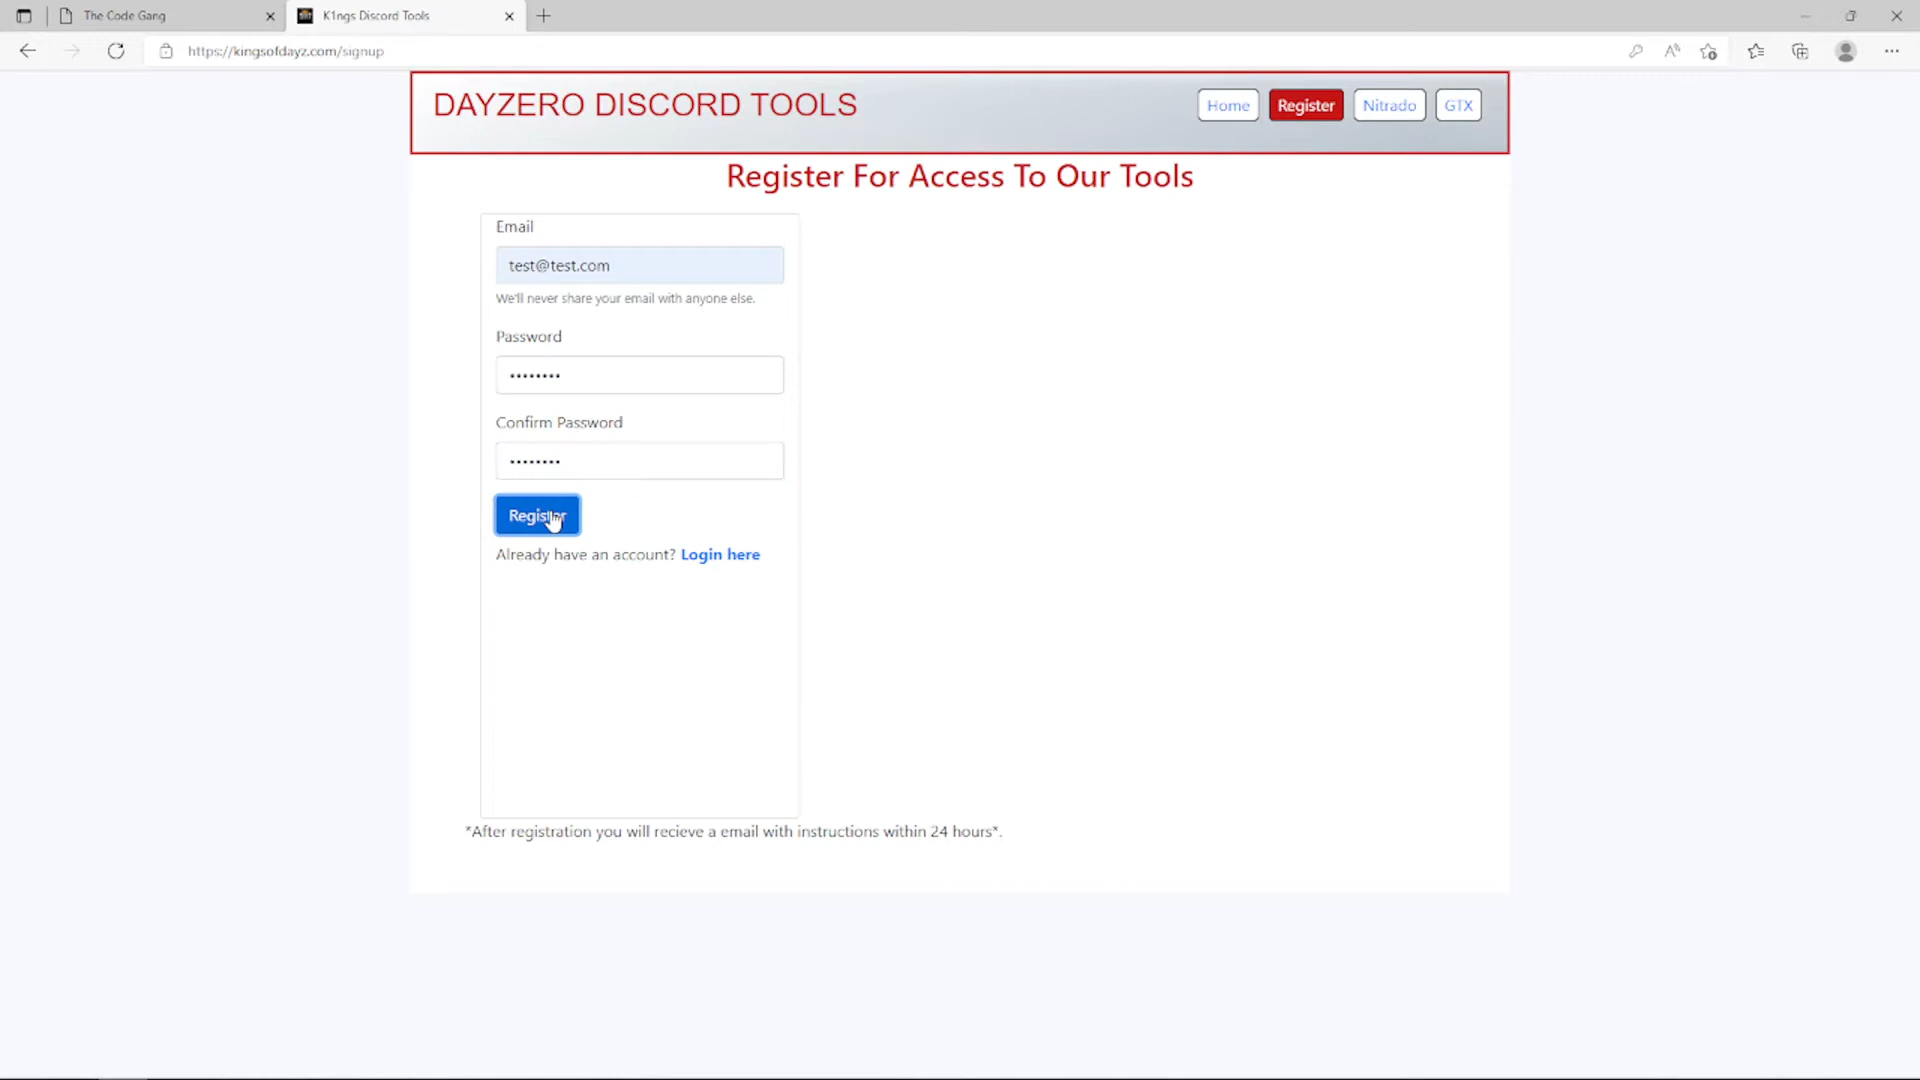 The Code Gang
K1ngs Discord Tools
https://kingsofdayz.com/signup
DAYZERO DISCORD TOOLS
Home
Register
Nitrado
GTX
Register For Access To Our Tools
Email
test@test.com
We'll never share your email with anyone else.
Password
••••••••
Confirm Password
••••••••
Register
Already have an account? Login here
*After registration you will recieve a email with instructions within 24 hours*.